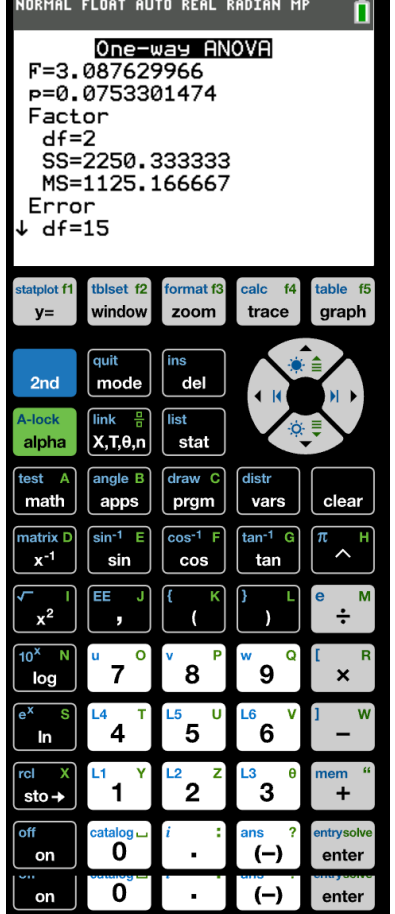 NORMAL FLOAT AUTO REAL RADIAN MP
One-way ANOVA
F=3.087629966
p=0.0753301474
Factor
df=2
SS=2250.333333
MS=1125.166667
Error
↓ df=15
statplot f1 tblset f2 format f3 calc f4 table f5
y= window zoom trace graph
quit ins
2nd mode del
A-lock link list
alpha X,T,θ,n stat
test A angle B draw C distr
math apps prgm vars clear
matrix D sin⁻¹ E cos⁻¹ F tan⁻¹ G π H
x⁻¹ sin cos tan ^
√ I EE J { K } L e M
x² , ( ) ÷
10ˣ N u O v P w Q [ R
log 7 8 9 ×
eˣ S L4 T L5 U L6 V ] W
ln 4 5 6 −
rcl X L1 Y L2 Z L3 θ mem “
sto→ 1 2 3 +
off catalog i : ans ? entry solve
on 0 . (−) enter
on 0 . (−) enter